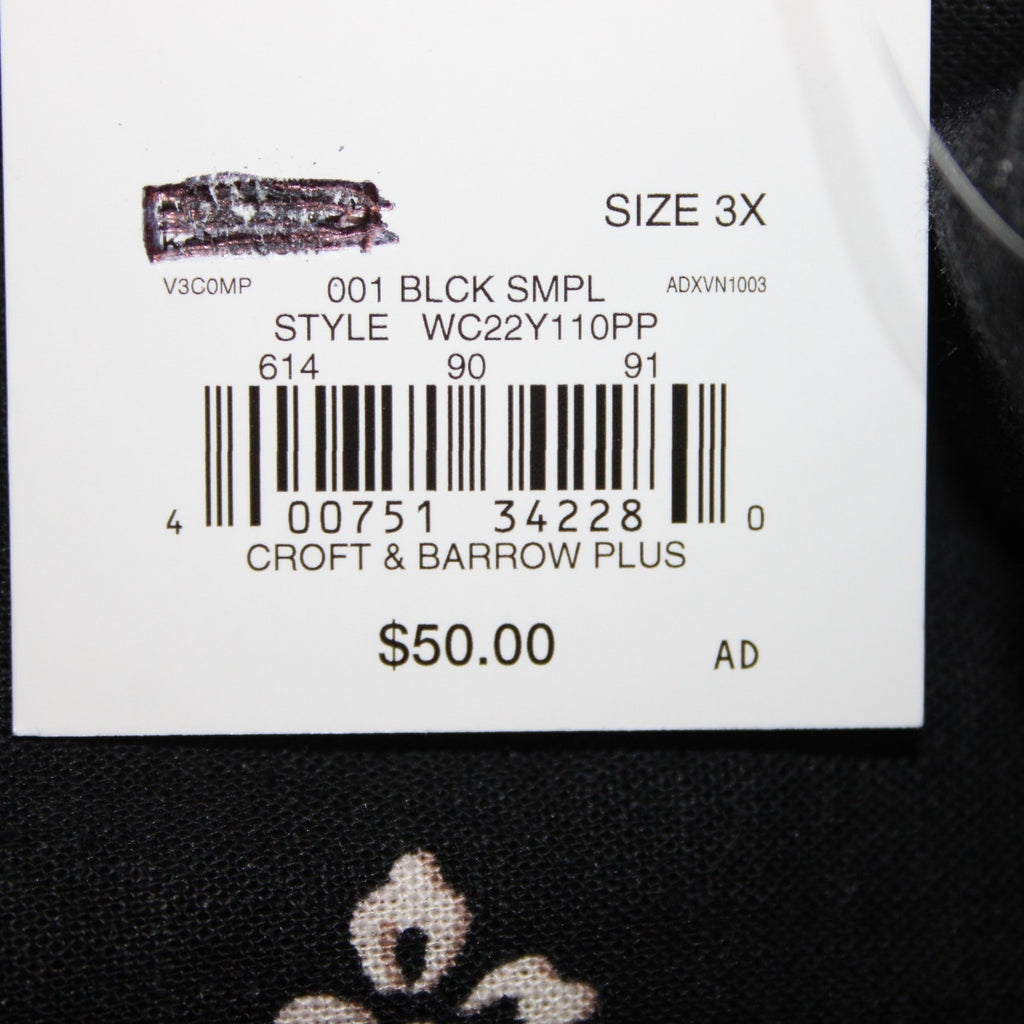 SIZE 3X
V3C0MP 001 BLCK SMPL ADXVN1003
STYLE WC22Y110PP
614 90 91
4 00751 34228 0
CROFT & BARROW PLUS
$50.00 AD